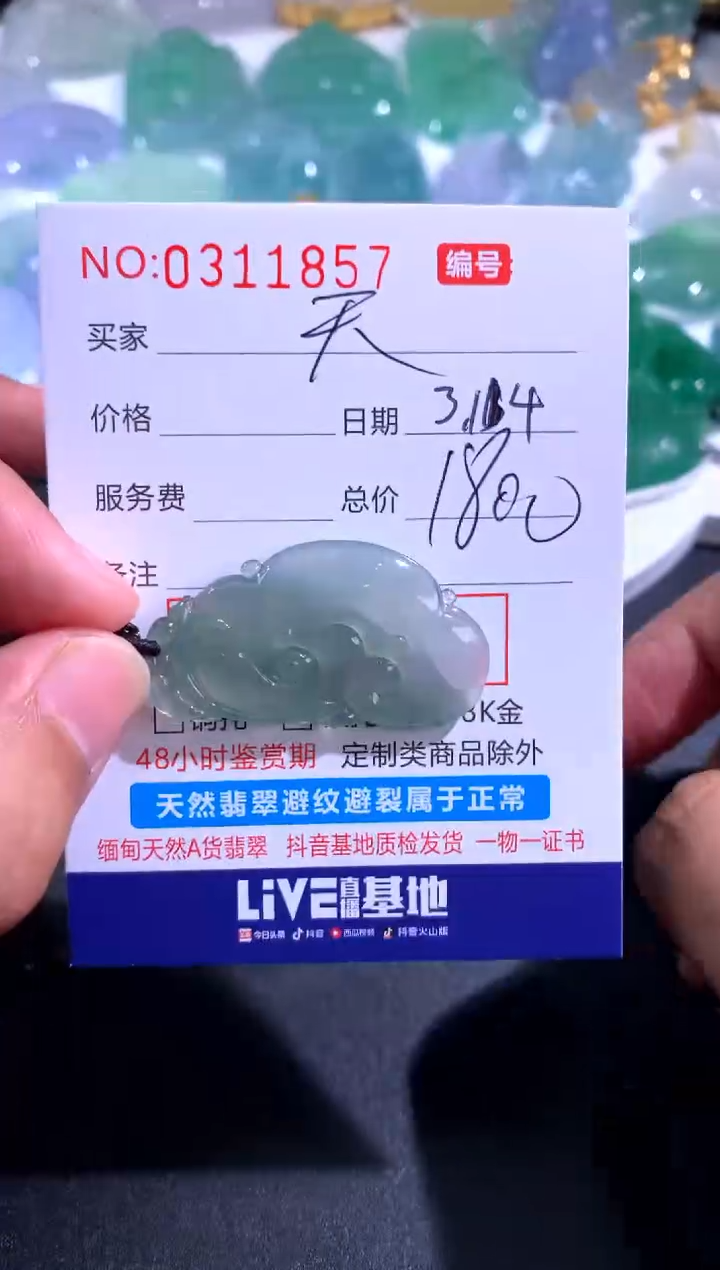 NO:0311857 编号
买家 天
价格 日期 3.14
服务费 总价 1800
备注
8K金
48小时鉴赏期 定制类商品除外
天然翡翠避纹避裂属于正常
缅甸天然A货翡翠 抖音基地质检发货 一物一证书
LiVE直播基地
今日头条 抖音 西瓜视频 抖音火山版